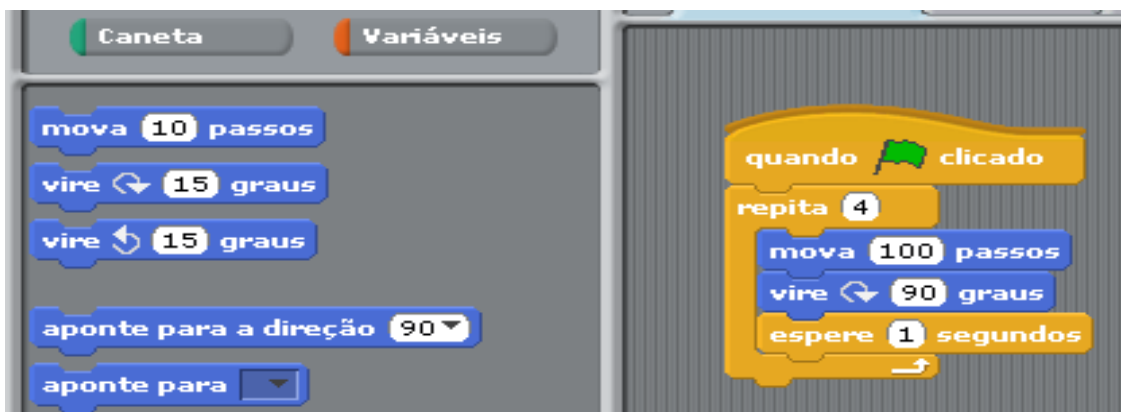 Caneta Variáveis
mova 10 passos
vire 15 graus
vire 15 graus
aponte para a direção 90
aponte para
quando clicado
repita 4
mova 100 passos
vire 90 graus
espere 1 segundos